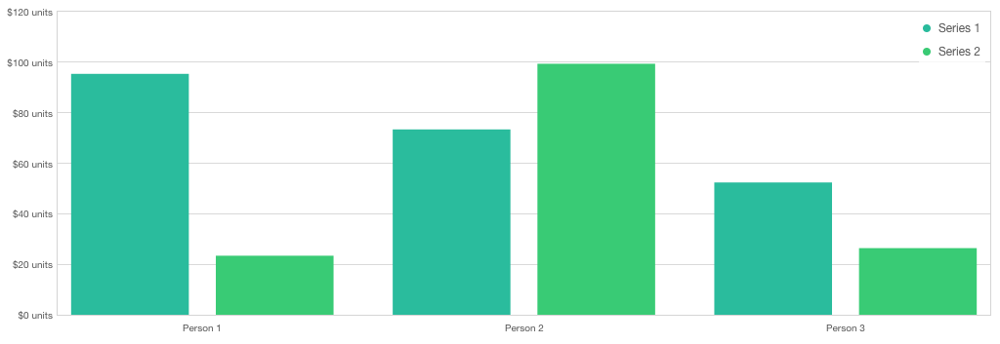 $120 units
Series 1
Series 2
$100 units
$80 units
$60 units
$40 units
$20 units
$0 units
Person 1
Person 2
Person 3